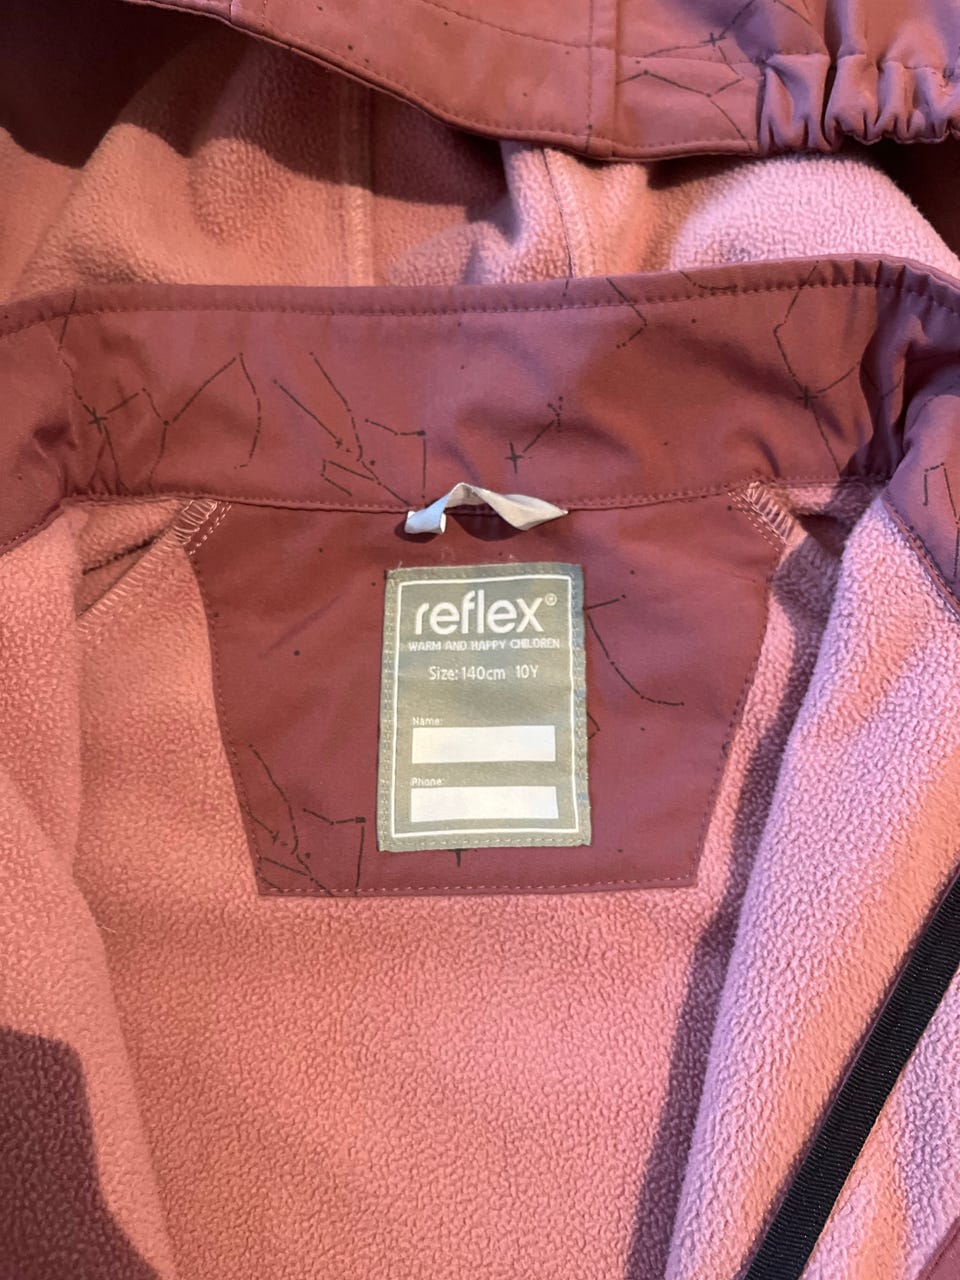 reflex®
WARM AND HAPPY CHILDREN
Size: 140cm 10Y
Name:
Phone: